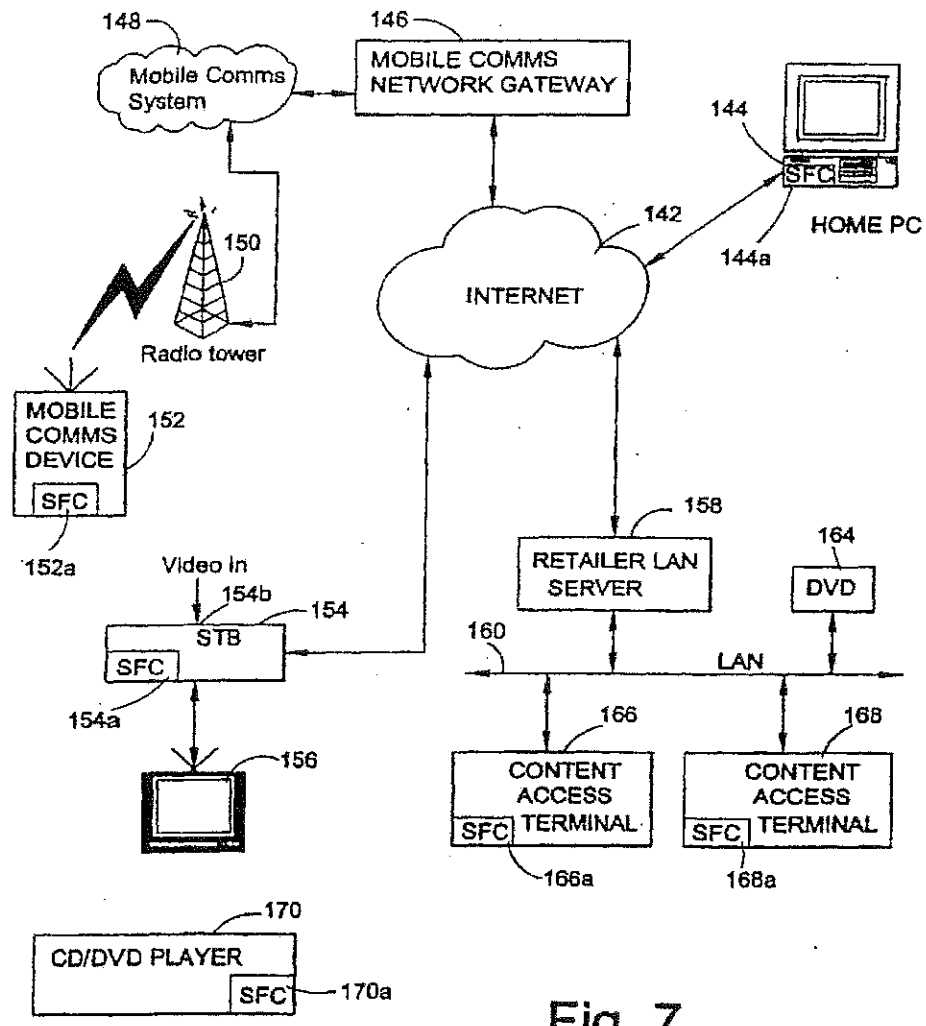 148
146
Mobile Comms
System
MOBILE COMMS
NETWORK GATEWAY
144
SFC
144a
HOME PC
142
INTERNET
150
Radio tower
MOBILE
COMMS
DEVICE
152
SFC
152a
Video In
154b
154
STB
SFC
154a
156
158
RETAILER LAN
SERVER
164
DVD
160
LAN
166
CONTENT
ACCESS
TERMINAL
SFC
166a
168
CONTENT
ACCESS
TERMINAL
SFC
168a
170
CD/DVD PLAYER
SFC
170a
Fig. 7